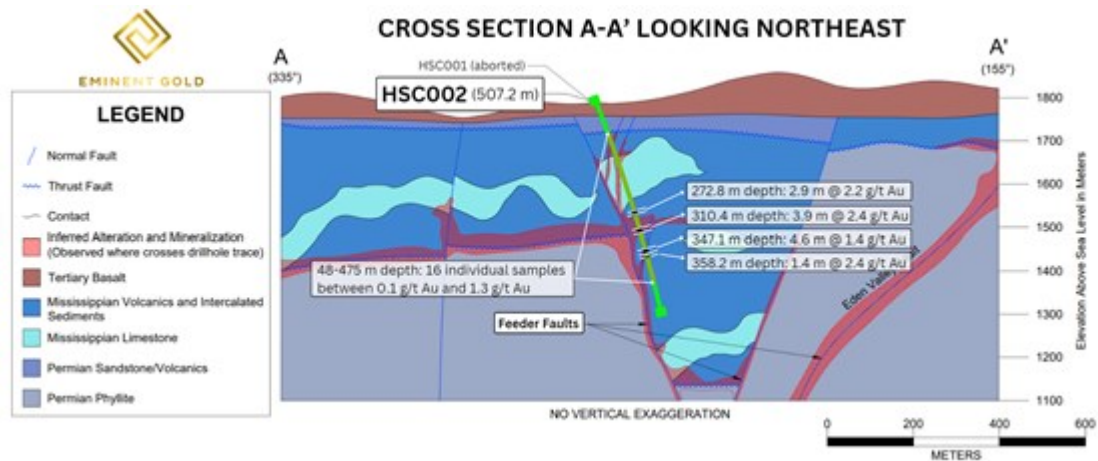 EMINENT GOLD
CROSS SECTION A-A’ LOOKING NORTHEAST
A
(335°)
A'
(155°)
HSC001 (aborted)
HSC002 (507.2 m)
LEGEND
Normal Fault
Thrust Fault
Contact
Inferred Alteration and Mineralization
(Observed where crosses drillhole trace)
Tertiary Basalt
Mississippian Volcanics and Intercalated
Sediments
Mississippian Limestone
Permian Sandstone/Volcanics
Permian Phyllite
272.8 m depth: 2.9 m @ 2.2 g/t Au
310.4 m depth: 3.9 m @ 2.4 g/t Au
347.1 m depth: 4.6 m @ 1.4 g/t Au
358.2 m depth: 1.4 m @ 2.4 g/t Au
48-475 m depth: 16 individual samples
between 0.1 g/t Au and 1.3 g/t Au
Feeder Faults
Eden Valley
1800
1700
1600
1500
1400
1300
1200
1100
Elevation Above Sea Level in Meters
NO VERTICAL EXAGGERATION
0
200
400
600
METERS